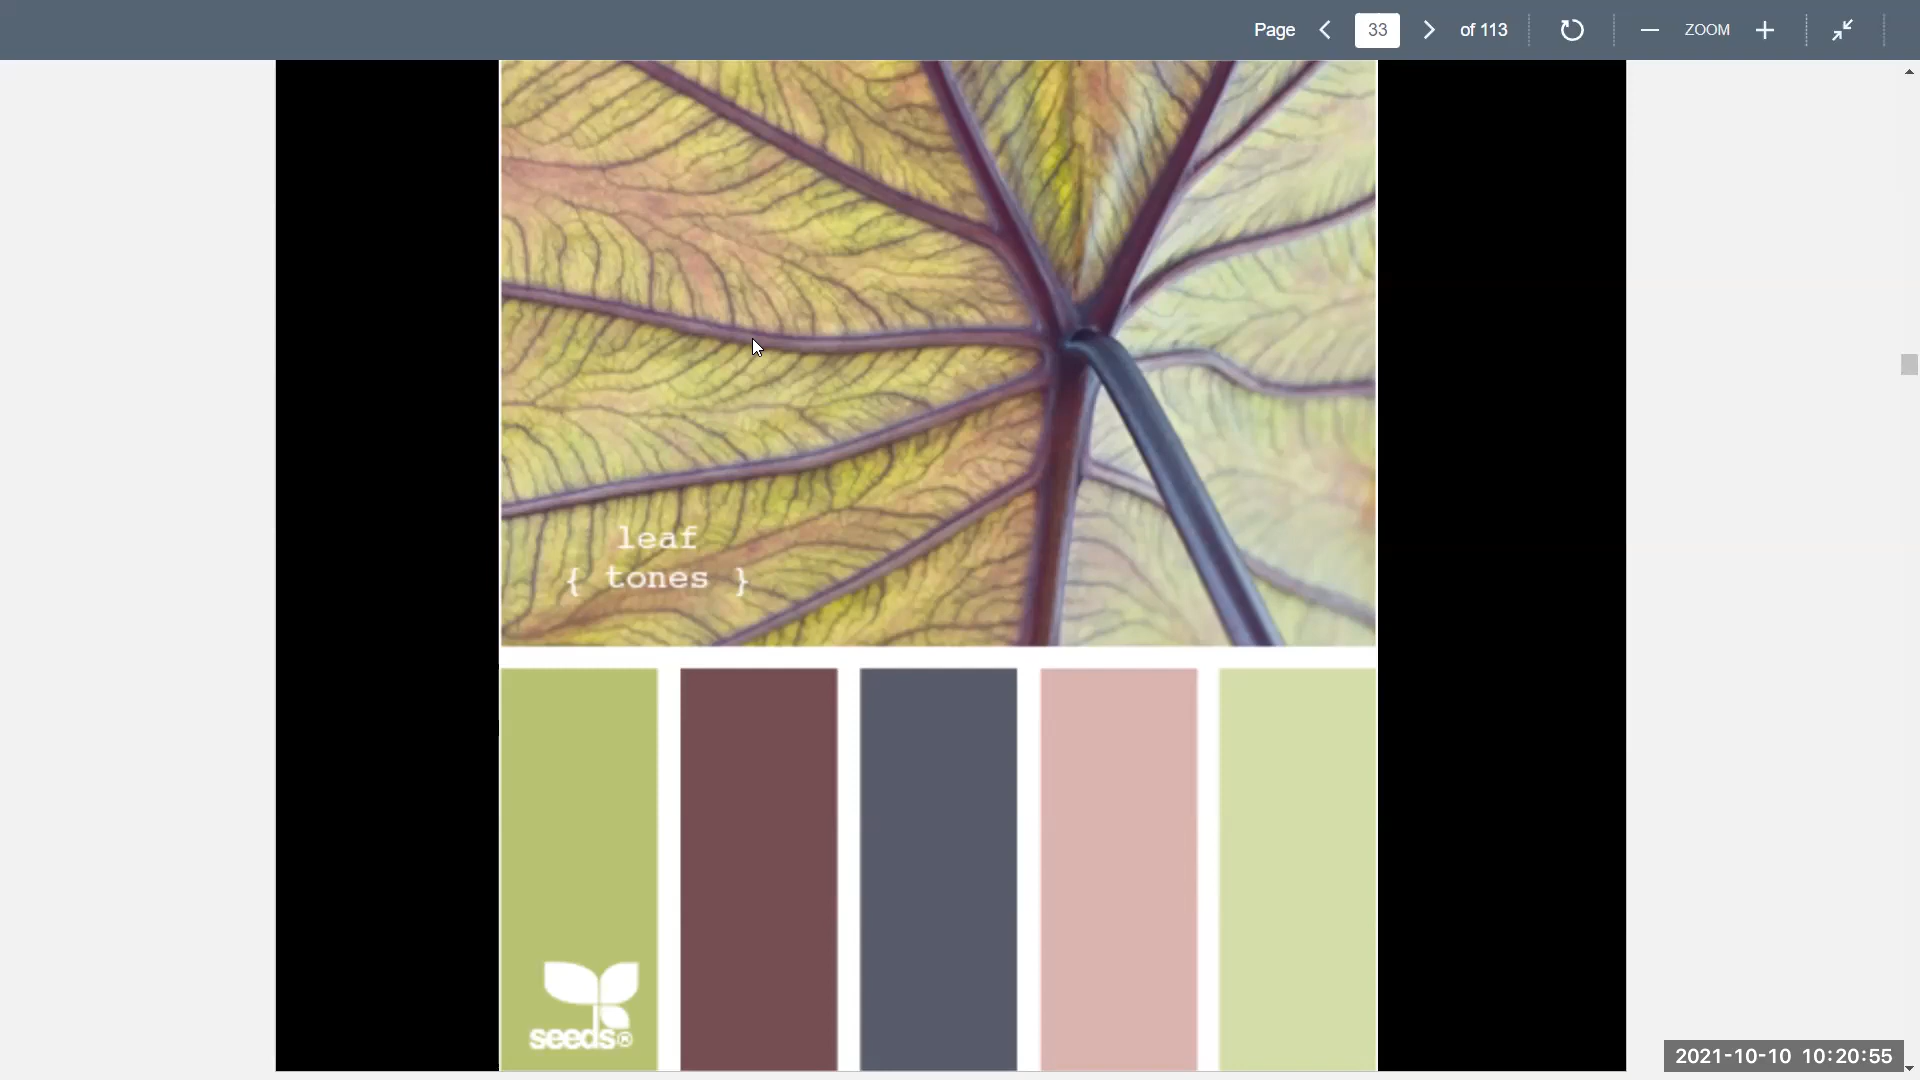 Page 33 of 113 ZOOM
leaf
{ tones }
seeds®
2021-10-10 10:20:55